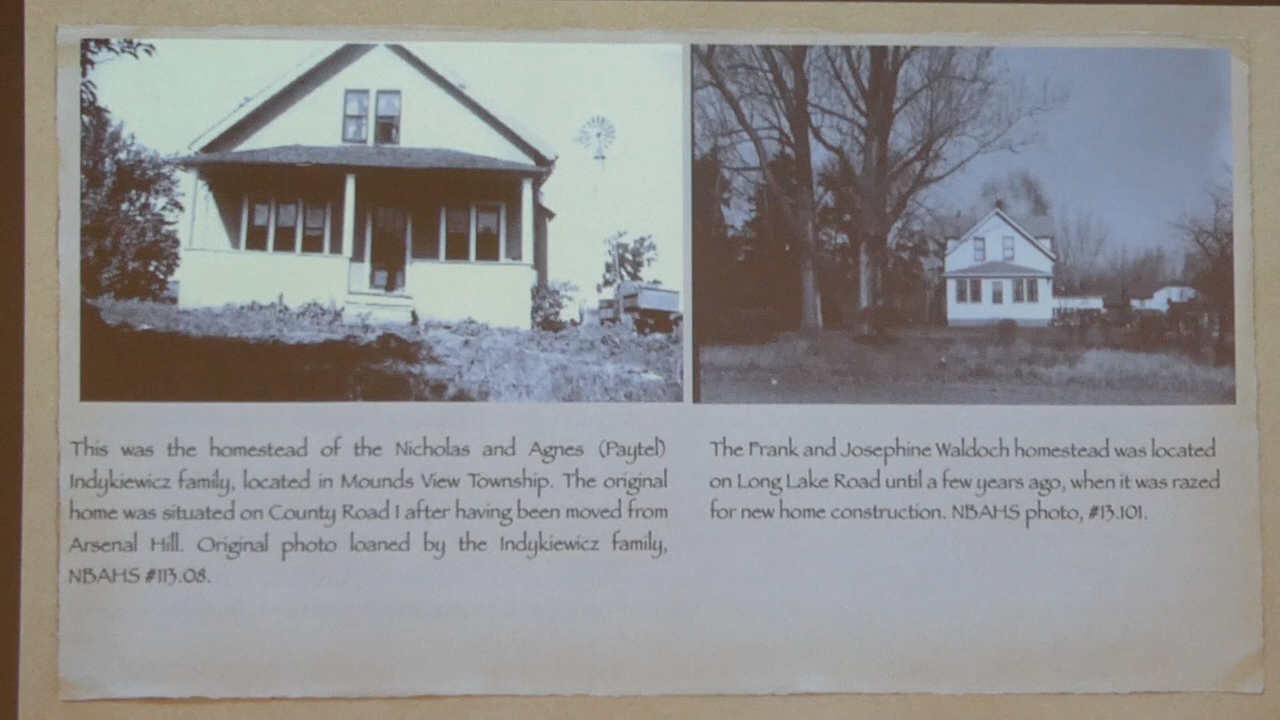 This was the homestead of the Nicholas and Agnes (Paytel)
Indykiewicz family, located in Mounds View Township. The original
home was situated on County Road I after having been moved from
Arsenal Hill. Original photo loaned by the Indykiewicz family,
NBAHS #113.08.
The Frank and Josephine Waldoch homestead was located
on Long Lake Road until a few years ago, when it was razed
for new home construction. NBAHS photo, #13.101.